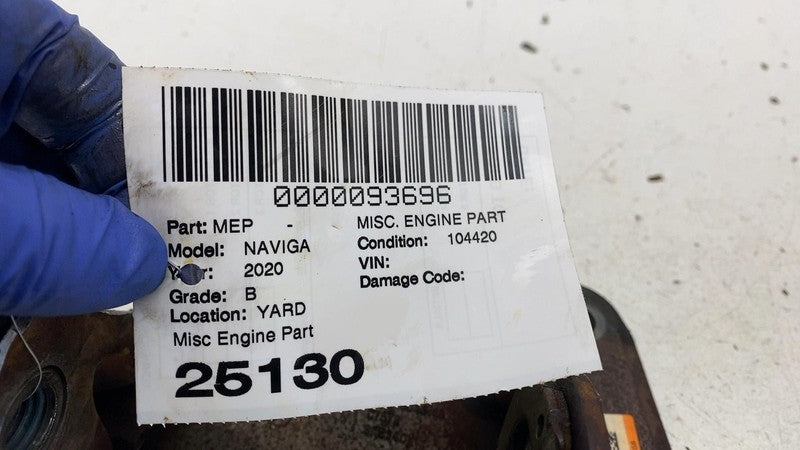 0000093696
Part: MEP - MISC. ENGINE PART
Model: NAVIGA Condition: 104420
2020 VIN:
Grade: B Damage Code:
Location: YARD
Misc Engine Part
25130